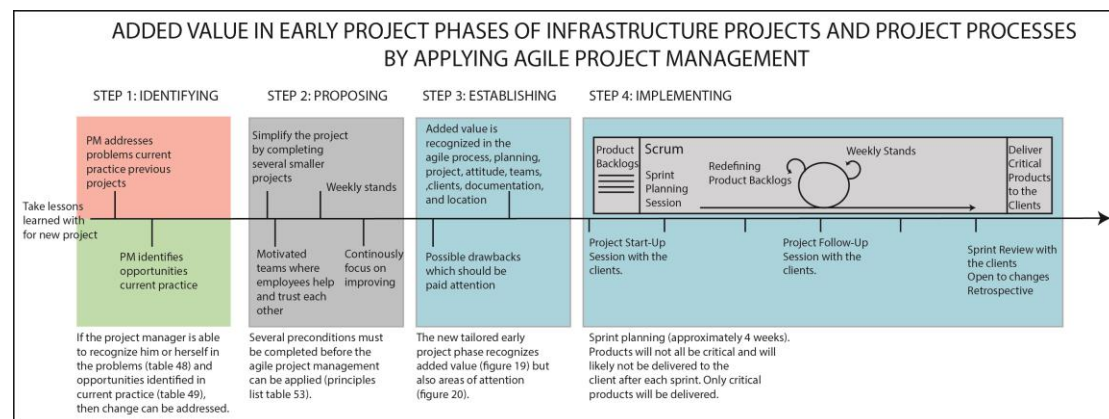 ADDED VALUE IN EARLY PROJECT PHASES OF INFRASTRUCTURE PROJECTS AND PROJECT PROCESSES
BY APPLYING AGILE PROJECT MANAGEMENT
STEP 1: IDENTIFYING
STEP 2: PROPOSING
STEP 3: ESTABLISHING
STEP 4: IMPLEMENTING
Take lessons
learned with
for new project
PM addresses
problems current
practice previous
projects
PM identifies
opportunities
current practice
Simplify the project
by completing
several smaller
projects
Weekly stands
Motivated
teams where
employees help
and trust each
other
Continously
focus on
improving
Added value is
recognized in the
agile process, planning,
project, attitude, teams,
,clients, documentation,
and location
Possible drawbacks
which should be
paid attention
Product
Backlogs
Scrum
Sprint
Planning
Session
Redefining
Product Backlogs
Weekly Stands
Deliver
Critical
Products
to the
Clients
Project Start-Up
Session with the
clients.
Project Follow-Up
Session with the
clients.
Sprint Review with
the clients
Open to changes
Retrospective
If the project manager is able
to recognize him or herself in
the problems (table 48) and
opportunities identified in
current practice (table 49),
then change can be addressed.
Several preconditions must
be completed before the
agile project management
can be applied (principles
list table 53).
The new tailored early
project phase recognizes
added value (figure 19) but
also areas of attention
(figure 20).
Sprint planning (approximately 4 weeks).
Products will not all be critical and will
likely not be delivered to the
client after each sprint. Only critical
products will be delivered.